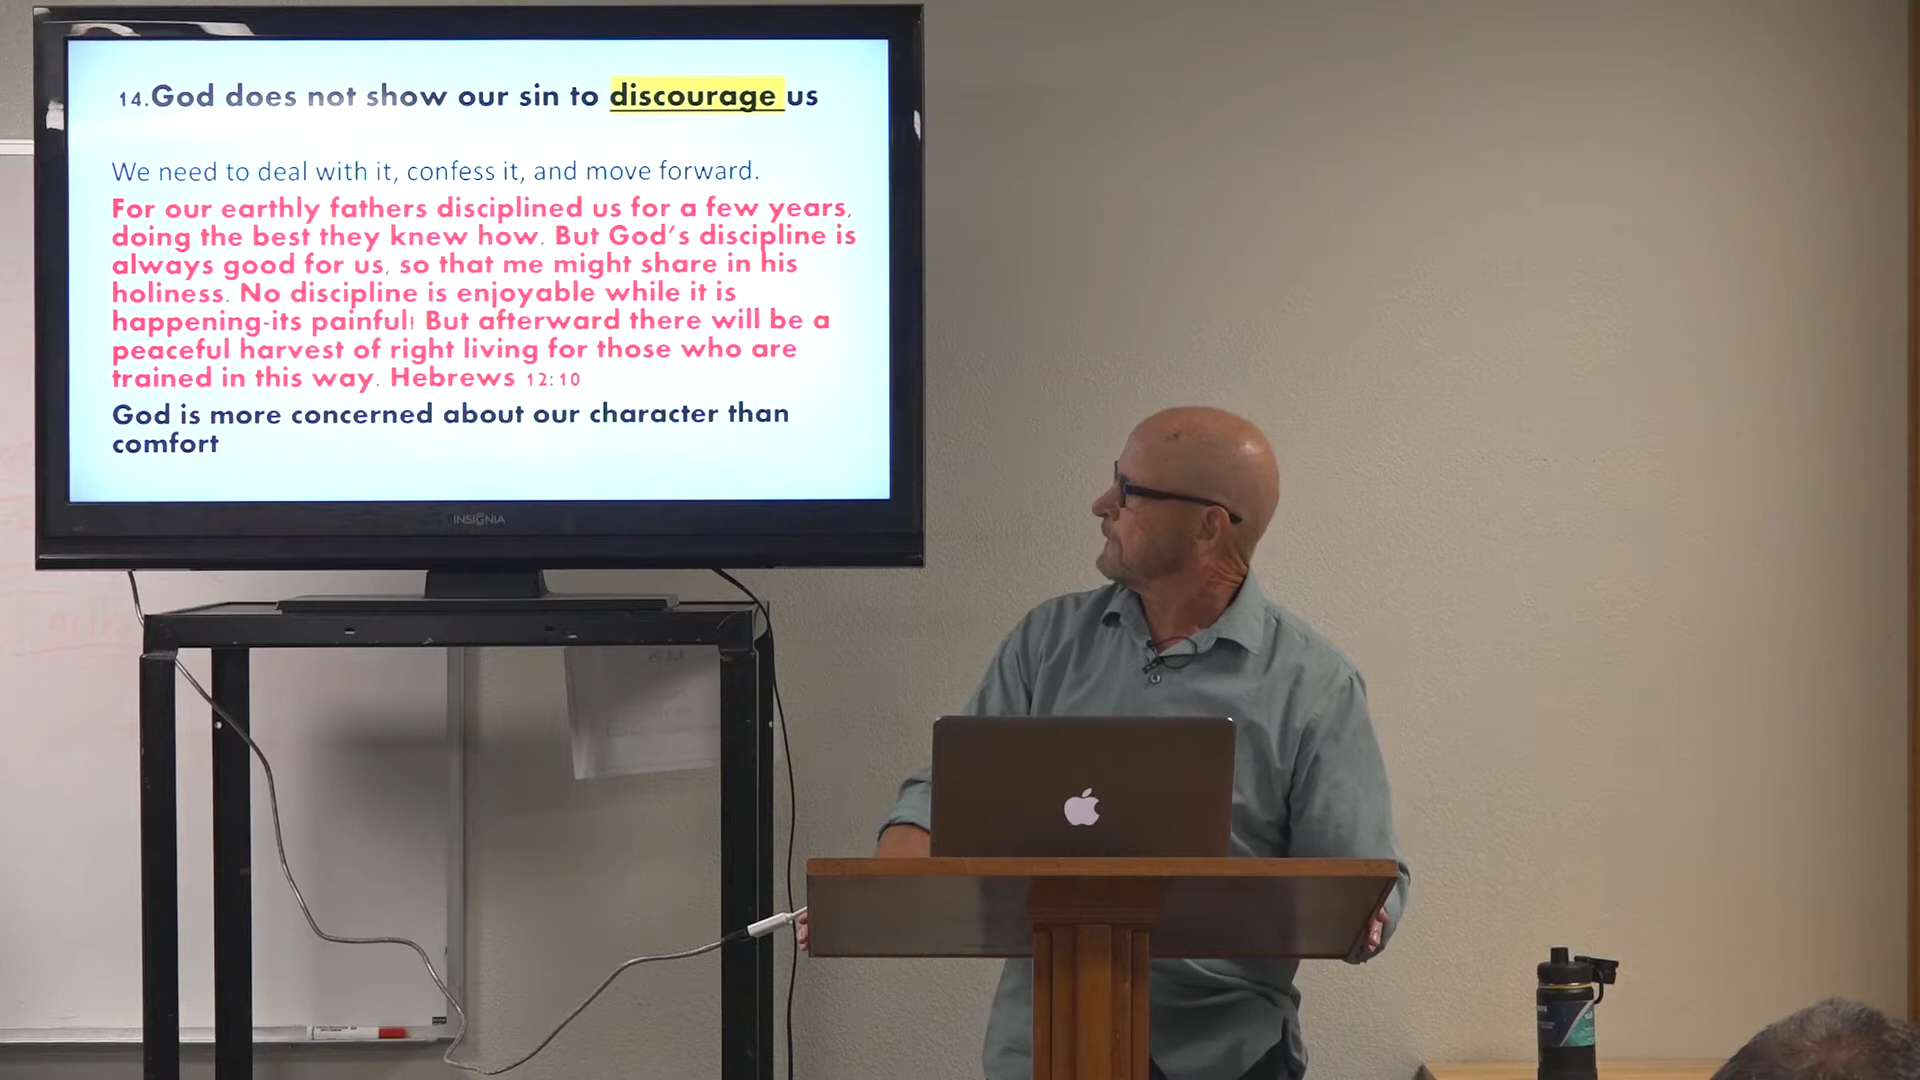 14.God does not show our sin to discourage us
We need to deal with it, confess it, and move forward.
For our earthly fathers disciplined us for a few years,
doing the best they knew how. But God's discipline is
always good for us, so that me might share in his
holiness. No discipline is enjoyable while it is
happening-its painful! But afterward there will be a
peaceful harvest of right living for those who are
trained in this way. Hebrews 12:10
God is more concerned about our character than
comfort
INSIGNIA